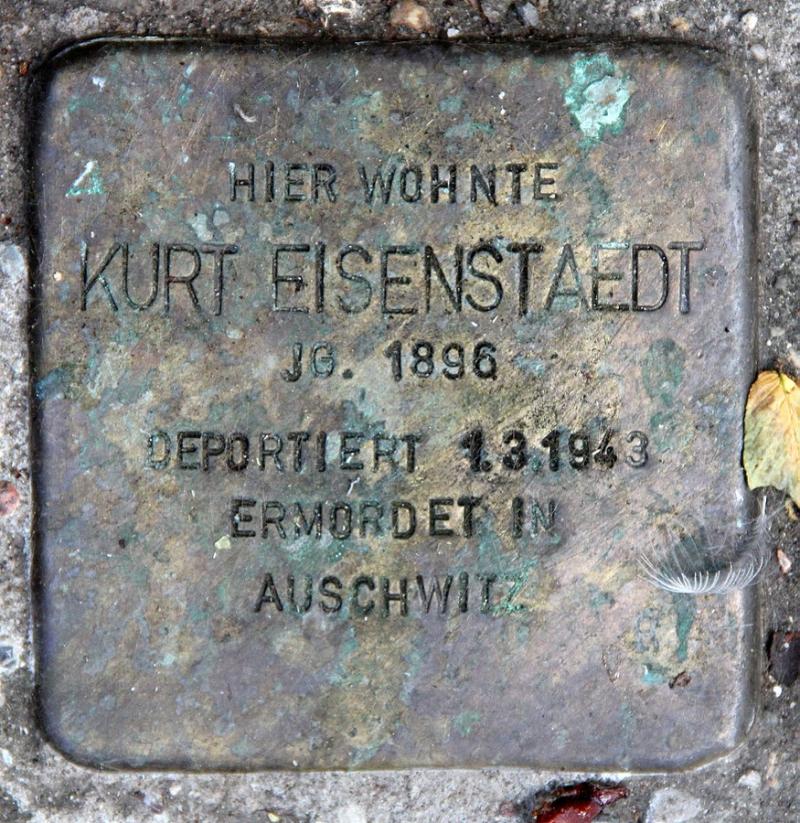 HIER WOHNTE
KURT EISENSTAEDT
JG. 1896
DEPORTIERT 1.3.1943
ERMORDET IN
AUSCHWITZ